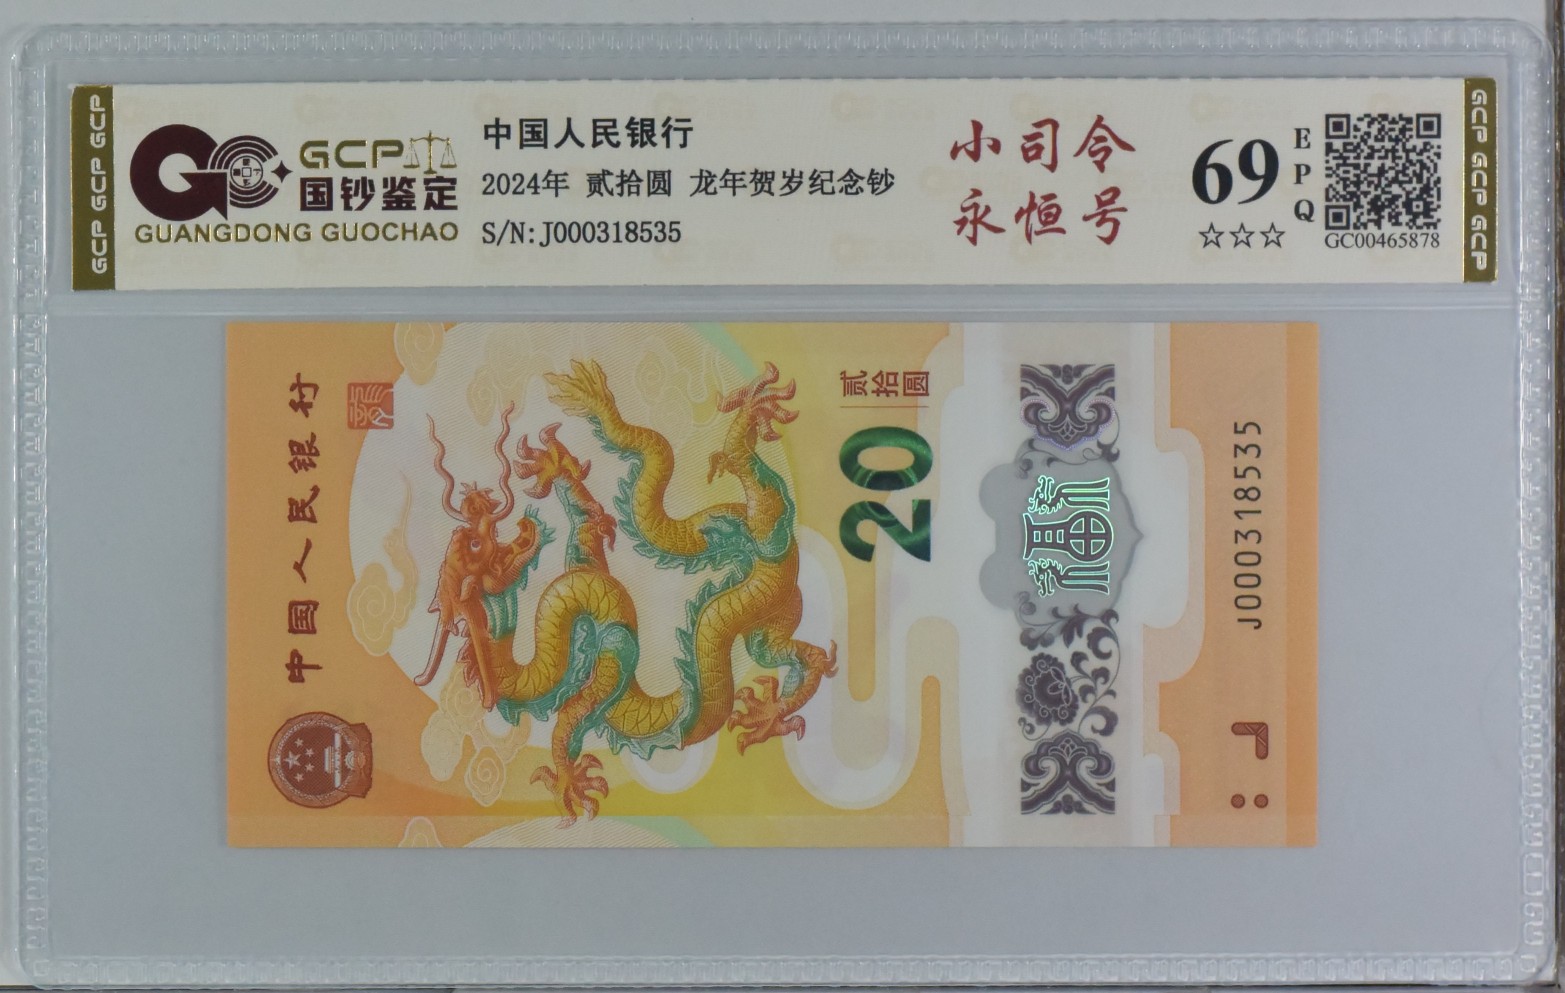 GCP GCP GCP
GCP
国钞鉴定
GUANGDONG GUOCHAO
中国人民银行
2024年 贰拾圆 龙年贺岁纪念钞
S/N:J000318535
小司令
永恒号
69
EPQ
☆☆☆
GC00465878
GCP GCP GCP
中国人民银行
贰拾圆
20
J000318535